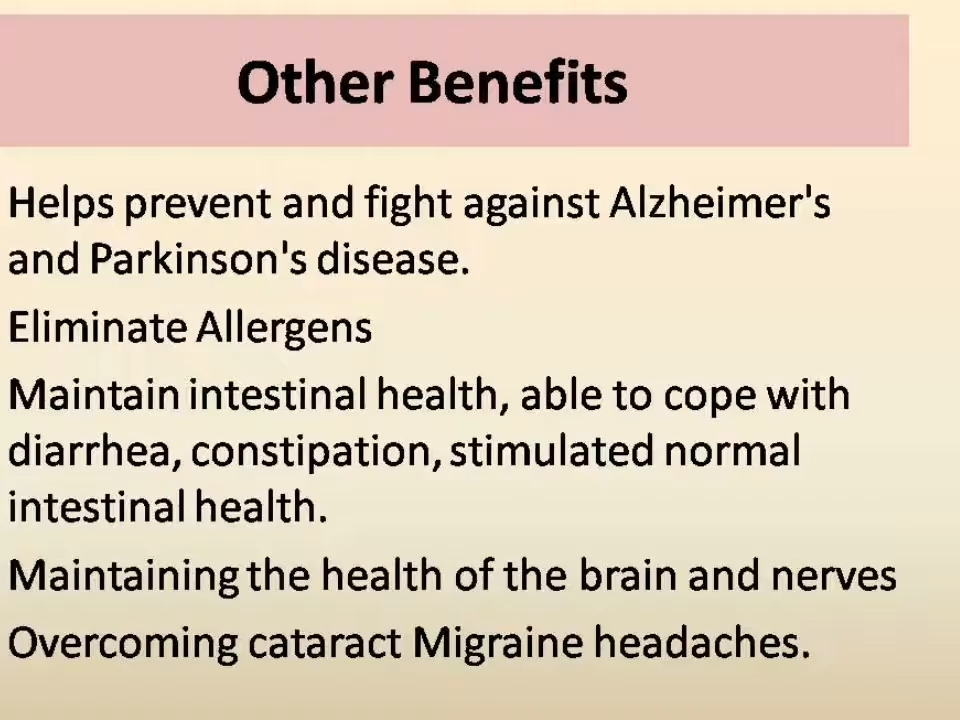 Other Benefits
Helps prevent and fight against Alzheimer's
and Parkinson's disease.
Eliminate Allergens
Maintain intestinal health, able to cope with
diarrhea, constipation, stimulated normal
intestinal health.
Maintaining the health of the brain and nerves
Overcoming cataract Migraine headaches.